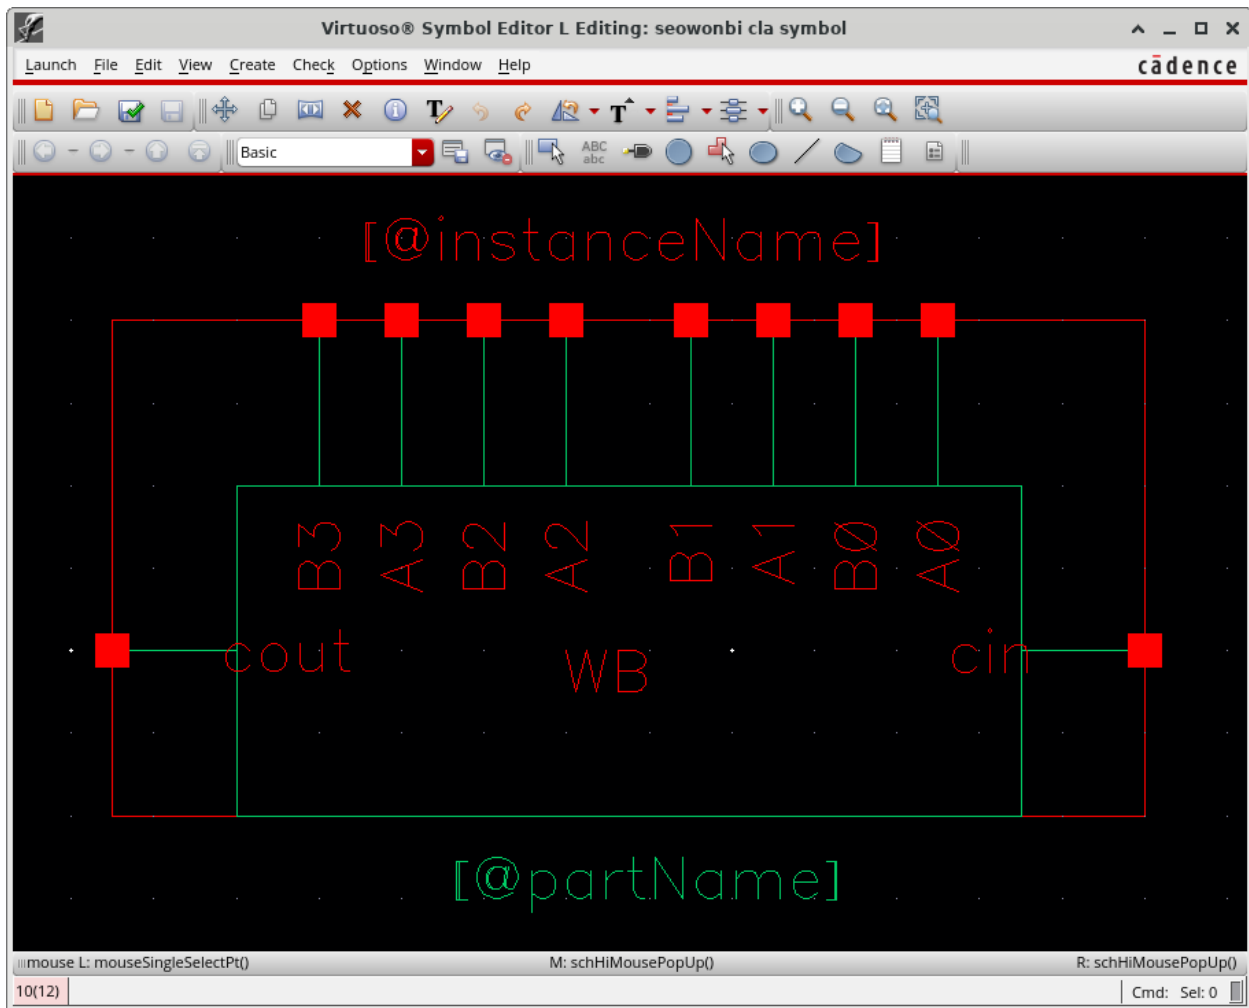 Virtuoso® Symbol Editor L Editing: seowonbi cla symbol
Launch File Edit View Create Check Options Window Help
cādence
T T
Basic
ABC
abc
[@instanceName]
B3 A3 B2 A2 B1 A1 B0 A0
cout WB cin
[@partName]
mouse L: mouseSingleSelectPt() M: schHiMousePopUp() R: schHiMousePopUp()
10(12) Cmd: Sel: 0